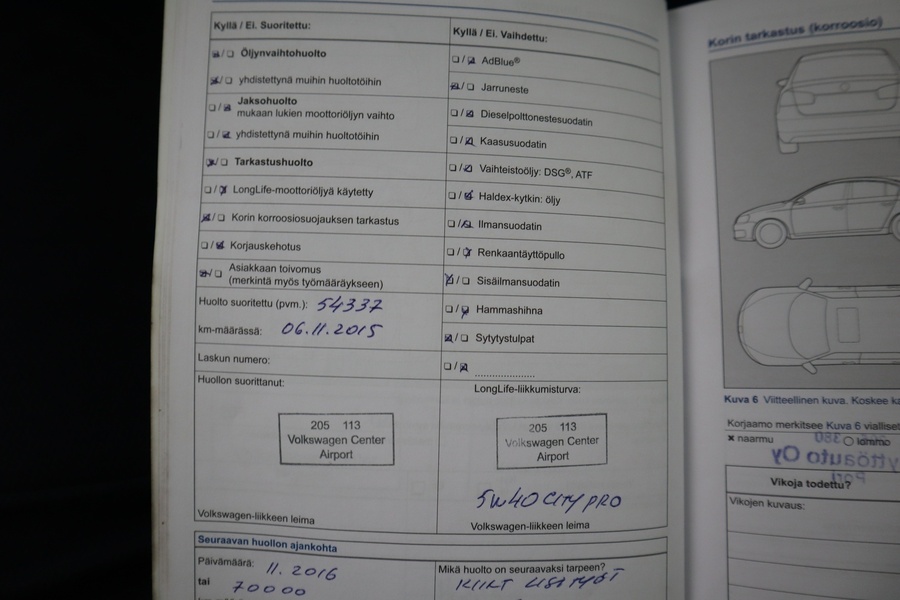 Kyllä / Ei. Suoritettu:
Öljynvaihtohuolto
yhdistettynä muihin huoltotöihin
Jaksohuolto
mukaan lukien moottoriöljyn vaihto
yhdistettynä muihin huoltotöihin
Tarkastushuolto
LongLife-moottoriöljyä käytetty
Korin korroosiosuojauksen tarkastus
Korjauskehotus
Asiakkaan toivomus
(merkintä myös työmääräykseen)
Huolto suoritettu (pvm.): 54337
km-määrässä: 06.11.2015
Laskun numero:
Huollon suorittanut:
205 113
Volkswagen Center
Airport
Volkswagen-liikkeen leima
Kyllä / Ei. Vaihdettu:
AdBlue®
Jarruneste
Dieselpolttonestesuodatin
Kaasusuodatin
Vaihteistoöljy: DSG®, ATF
Haldex-kytkin: öljy
Ilmansuodatin
Renkaantäyttöpullo
Sisäilmansuodatin
Hammashihna
Sytytystulpat
LongLife-liikkumisturva:
205 113
Volkswagen Center
Airport
5W40 CITY PRO
Volkswagen-liikkeen leima
Seuraavan huollon ajankohta
Päivämäärä: 11. 2016
tai 70000
Mikä huolto on seuraavaksi tarpeen?
Korin tarkastus (korroosio)
Kuva 6 Viitteellinen kuva. Koskee
Korjaamo merkitsee Kuva 6 vialliset
naarmu lommo
Vikoja todettu?
Vikojen kuvaus: